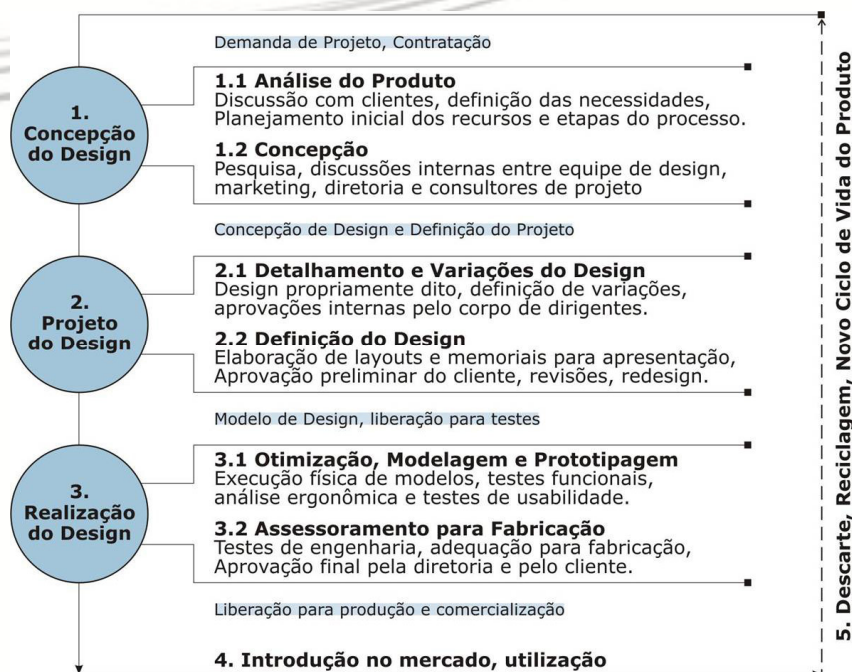 Demanda de Projeto, Contratação
1.
Concepção
do Design
1.1 Análise do Produto
Discussão com clientes, definição das necessidades,
Planejamento inicial dos recursos e etapas do processo.
1.2 Concepção
Pesquisa, discussões internas entre equipe de design,
marketing, diretoria e consultores de projeto
Concepção de Design e Definição do Projeto
2.
Projeto
do Design
2.1 Detalhamento e Variações do Design
Design propriamente dito, definição de variações,
aprovações internas pelo corpo de dirigentes.
2.2 Definição do Design
Elaboração de layouts e memoriais para apresentação,
Aprovação preliminar do cliente, revisões, redesign.
Modelo de Design, liberação para testes
3.
Realização
do Design
3.1 Otimização, Modelagem e Prototipagem
Execução física de modelos, testes funcionais,
análise ergonômica e testes de usabilidade.
3.2 Assessoramento para Fabricação
Testes de engenharia, adequação para fabricação,
Aprovação final pela diretoria e pelo cliente.
Liberação para produção e comercialização
4. Introdução no mercado, utilização
5. Descarte, Reciclagem, Novo Ciclo de Vida do Produto